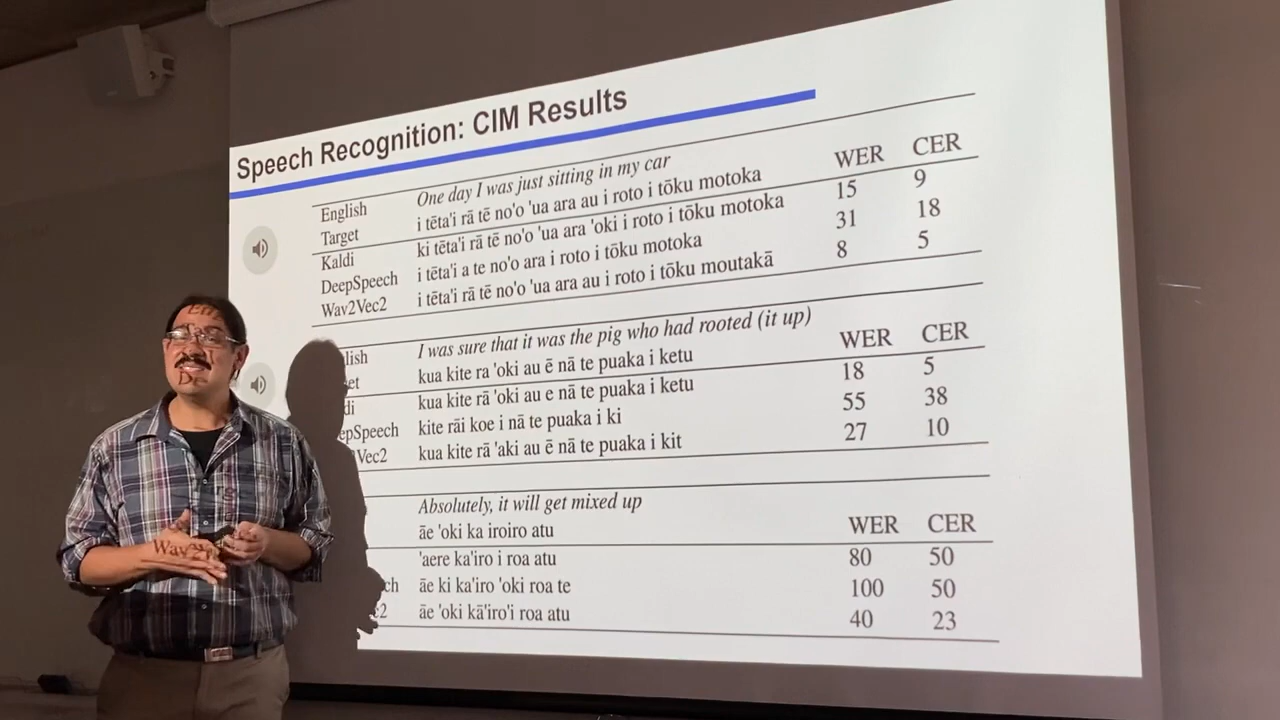 Speech Recognition: CIM Results
English One day I was just sitting in my car WER CER
Target i tēta'i rā tē no'o 'ua ara au i roto i tōku motoka
Kaldi ki tēta'i rā tē no'o 'ua ara 'oki i roto i tōku motoka 15 9
DeepSpeech i tēta'i a te no'o ara i roto i tōku motoka 31 18
Wav2Vec2 i tēta'i rā tē no'o 'ua ara au i roto i tōku moutakā 8 5
lish I was sure that it was the pig who had rooted (it up) WER CER
et kua kite ra 'oki au ē nā te puaka i ketu
di kua kite rā 'oki au e nā te puaka i ketu 18 5
epSpeech kite rāi koe i nā te puaka i ki 55 38
Vec2 kua kite rā 'aki au ē nā te puaka i kit 27 10
Absolutely, it will get mixed up WER CER
āe 'oki ka iroiro atu
'aere ka'iro i roa atu 80 50
ch āe ki ka'iro 'oki roa te 100 50
c2 āe 'oki kā'iro'i roa atu 40 23